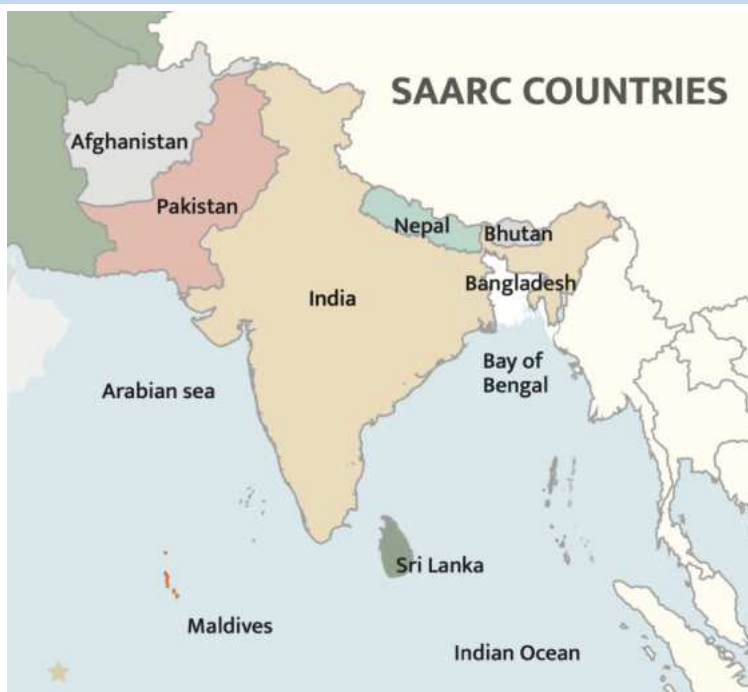 SAARC COUNTRIES
Afghanistan
Pakistan
Nepal
Bhutan
Bangladesh
India
Bay of
Bengal
Arabian sea
Sri Lanka
Maldives
Indian Ocean